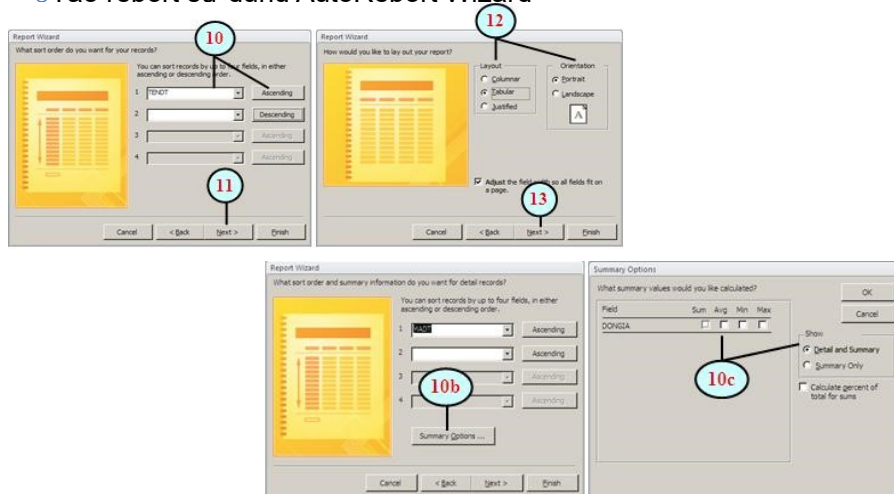 Tạo report sử dụng AutoReport Wizard
Report Wizard
What sort order do you want for your records?
10
You can sort records by up to four fields, in either
ascending or descending order.
1 TENDT Ascending
2 Descending
3 Ascending
4 Ascending
11
Cancel < Back Next > Finish
Report Wizard
12
How would you like to lay out your report?
Layout
Columnar
Tabular
Justified
Orientation
Portrait
Landscape
A
Adjust the field width so all fields fit on
a page.
13
Cancel < Back Next > Finish
Report Wizard
What sort order and summary information do you want for detail records?
You can sort records by up to four fields, in either
ascending or descending order.
1 MADT Ascending
2 Ascending
3 Ascending
4 Ascending
10b
Summary Options ...
Cancel < Back Next > Finish
Summary Options
What summary values would you like calculated?
Field Sum Avg Min Max
DONGIA
OK
Cancel
Show
Detail and Summary
Summary Only
10c
Calculate percent of
total for sums